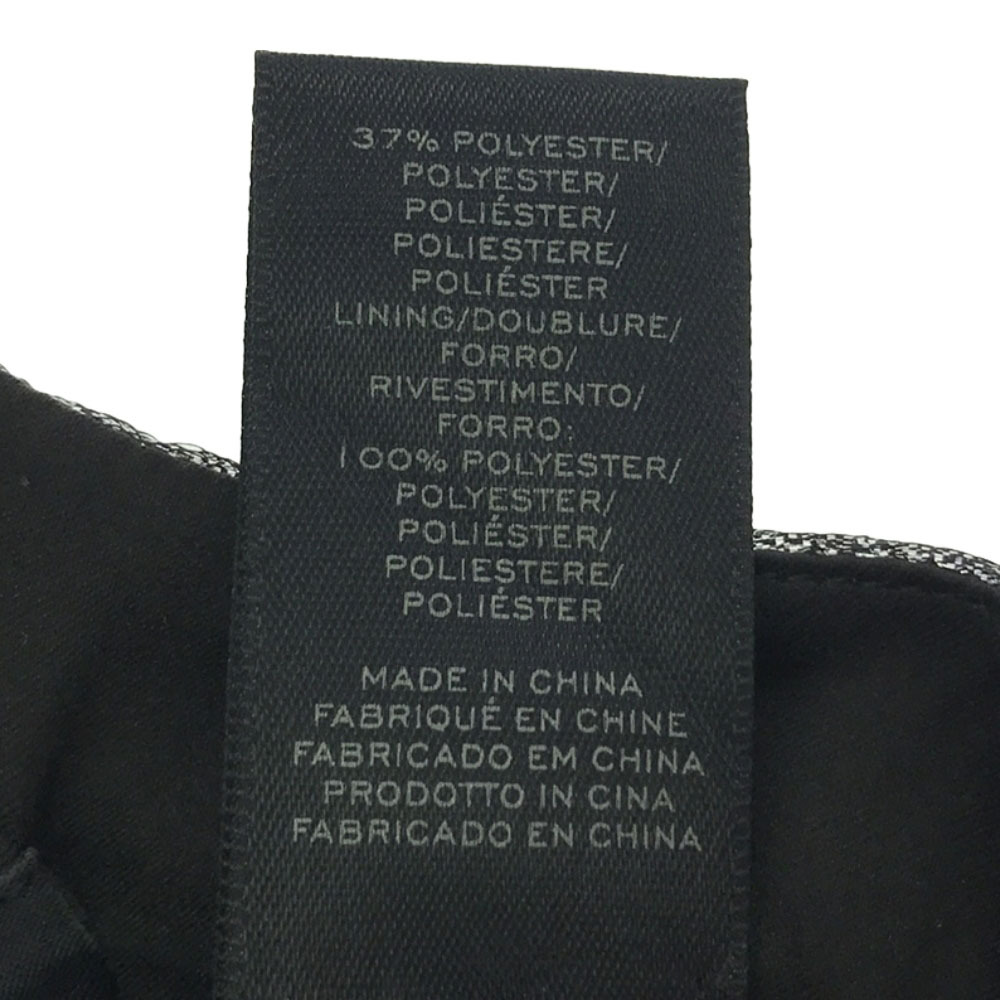 37% POLYESTER/
POLYESTER/
POLIÉSTER/
POLIESTERE/
POLIÉSTER
LINING/DOUBLURE/
FORRO/
RIVESTIMENTO/
FORRO:
100% POLYESTER/
POLYESTER/
POLIÉSTER/
POLIESTERE/
POLIÉSTER
MADE IN CHINA
FABRIQUÉ EN CHINE
FABRICADO EM CHINA
PRODOTTO IN CINA
FABRICADO EN CHINA